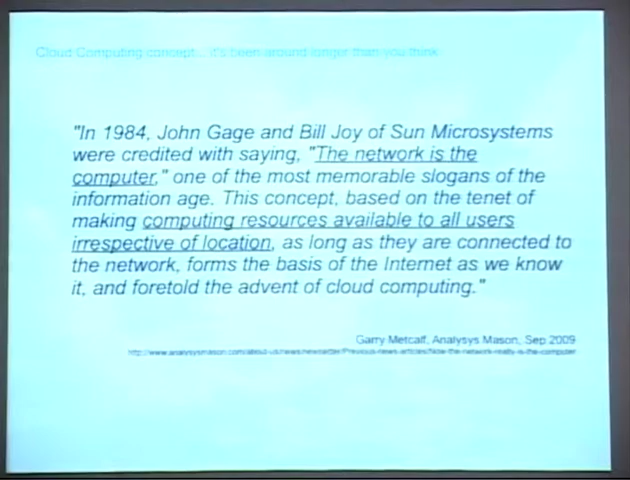 Cloud Computing concept... it's been around longer than you think
"In 1984, John Gage and Bill Joy of Sun Microsystems
were credited with saying, "The network is the
computer," one of the most memorable slogans of the
information age. This concept, based on the tenet of
making computing resources available to all users
irrespective of location, as long as they are connected to
the network, forms the basis of the Internet as we know
it, and foretold the advent of cloud computing."
Garry Metcalf, Analysys Mason, Sep 2009
http://www.analysysmason.com/about-us/news/newsletter/Previous-news-articles/Now-the-network-really-is-the-computer